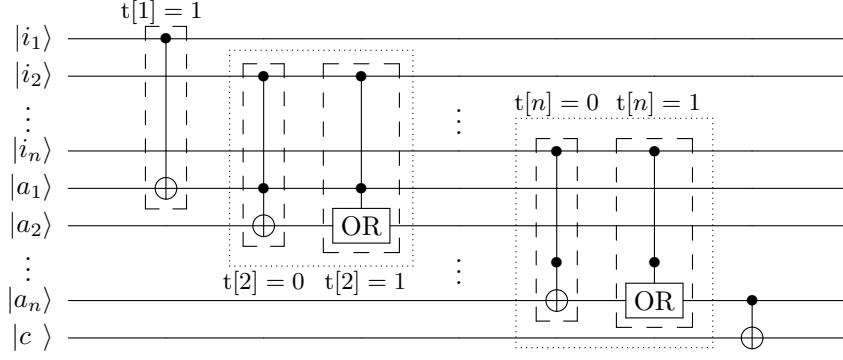 t[1] = 1
|i₁⟩
|i₂⟩
⋮
⋮
t[n] = 0 t[n] = 1
|iₙ⟩
|a₁⟩
|a₂⟩ OR
⋮
⋮
t[2] = 0 t[2] = 1
|aₙ⟩ OR
|c ⟩